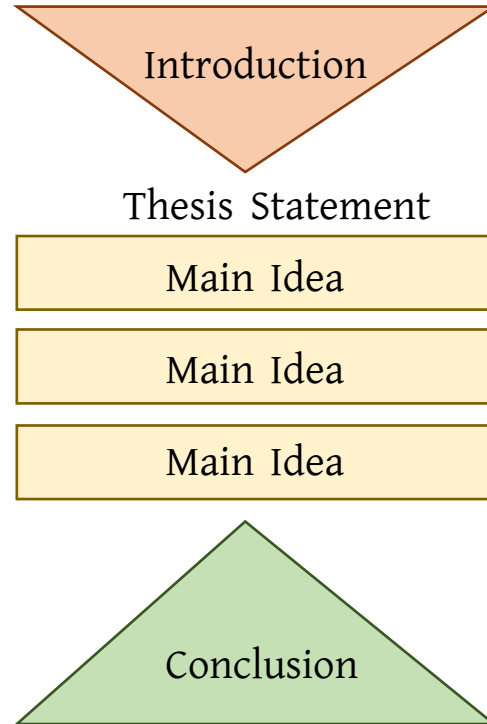 Introduction
Thesis Statement
Main Idea
Main Idea
Main Idea
Conclusion